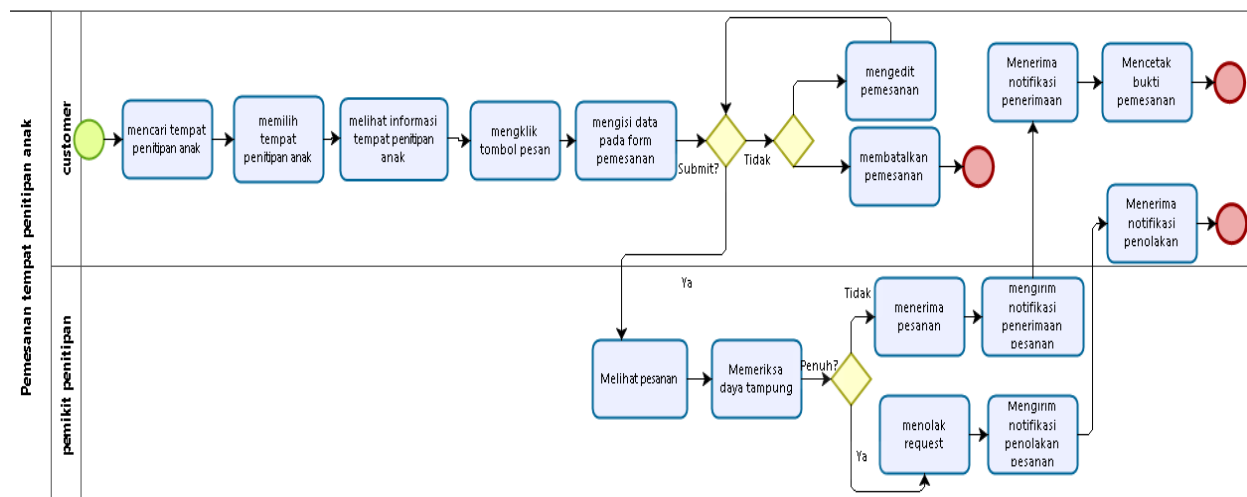 Pemesanan tempat penitipan anak
customer
mencari tempat
penitipan anak
memilih
tempat
penitipan anak
melihat informasi
tempat penitipan
anak
mengklik
tombol pesan
mengisi data
pada form
pemesanan
Submit?
Tidak
mengedit
pemesanan
membatalkan
pemesanan
Menerima
notifikasi
penerimaan
Mencetak
bukti
pemesanan
Menerima
notifikasi
penolakan
pemikit penitipan
Ya
Melihat pesanan
Memeriksa
daya tampung
Penuh?
Tidak
menerima
pesanan
mengirim
notifikasi
penerimaan
pesanan
Ya
menolak
request
Mengirim
notifikasi
penolakan
pesanan